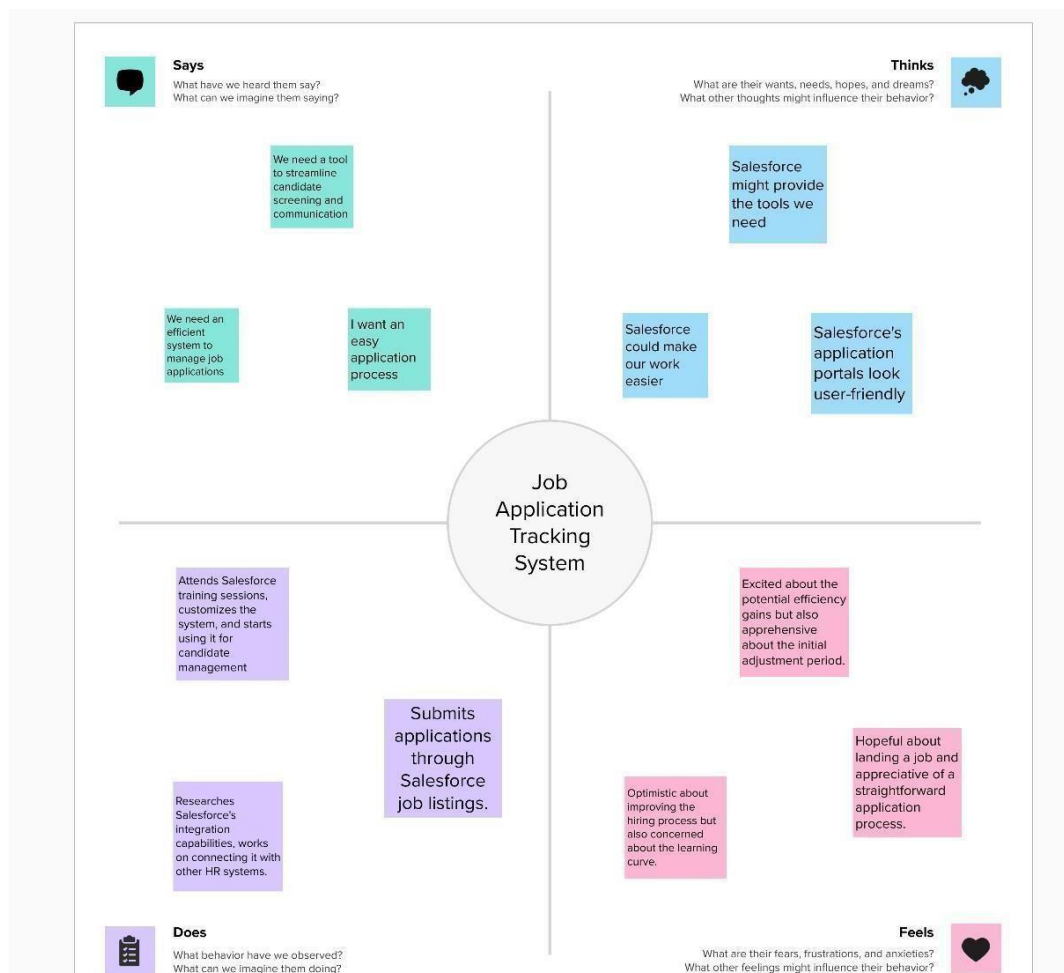 Says
What have we heard them say?
What can we imagine them saying?
Thinks
What are their wants, needs, hopes, and dreams?
What other thoughts might influence their behavior?
We need a tool
to streamline
candidate
screening and
communication
Salesforce
might provide
the tools we
need
We need an
efficient
system to
manage job
applications
I want an
easy
application
process
Salesforce
could make
our work
easier
Salesforce's
application
portals look
user-friendly
Job
Application
Tracking
System
Attends Salesforce
training sessions,
customizes the
system, and starts
using it for
candidate
management
Submits
applications
through
Salesforce
job listings.
Researches
Salesforce's
integration
capabilities, works
on connecting it with
other HR systems.
Excited about the
potential efficiency
gains but also
apprehensive
about the initial
adjustment period.
Hopeful about
landing a job and
appreciative of a
straightforward
application
process.
Optimistic about
improving the
hiring process but
also concerned
about the learning
curve.
Does
What behavior have we observed?
What can we imagine them doing?
Feels
What are their fears, frustrations, and anxieties?
What other feelings might influence their behavior?